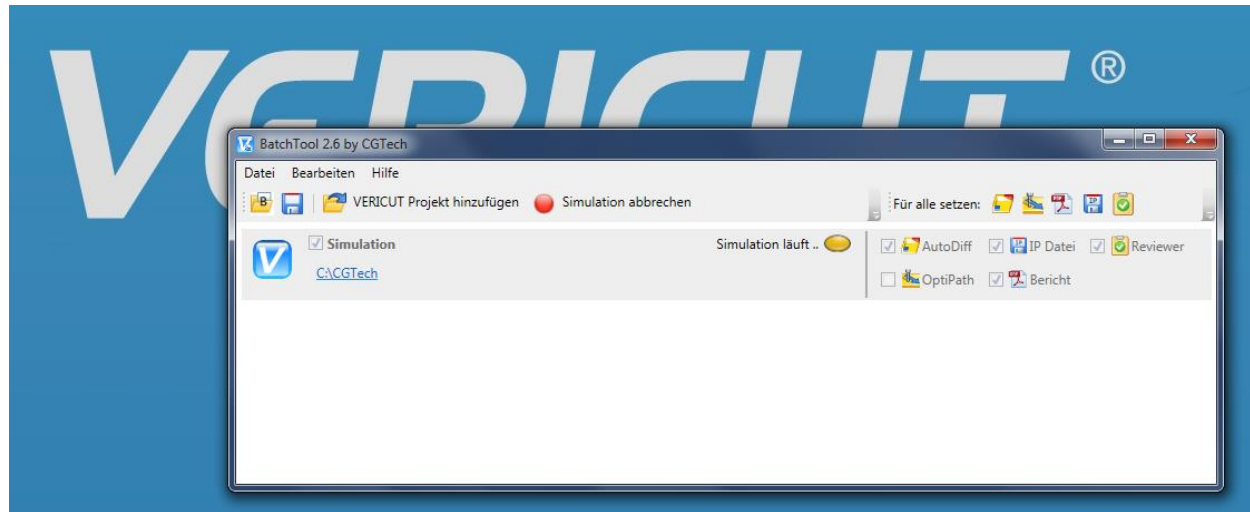 VERICUT ®
BatchTool 2.6 by CGTech
Datei Bearbeiten Hilfe
VERICUT Projekt hinzufügen Simulation abbrechen Für alle setzen:
Simulation Simulation läuft .. AutoDiff IP Datei Reviewer
C:\CGTech OptiPath Bericht